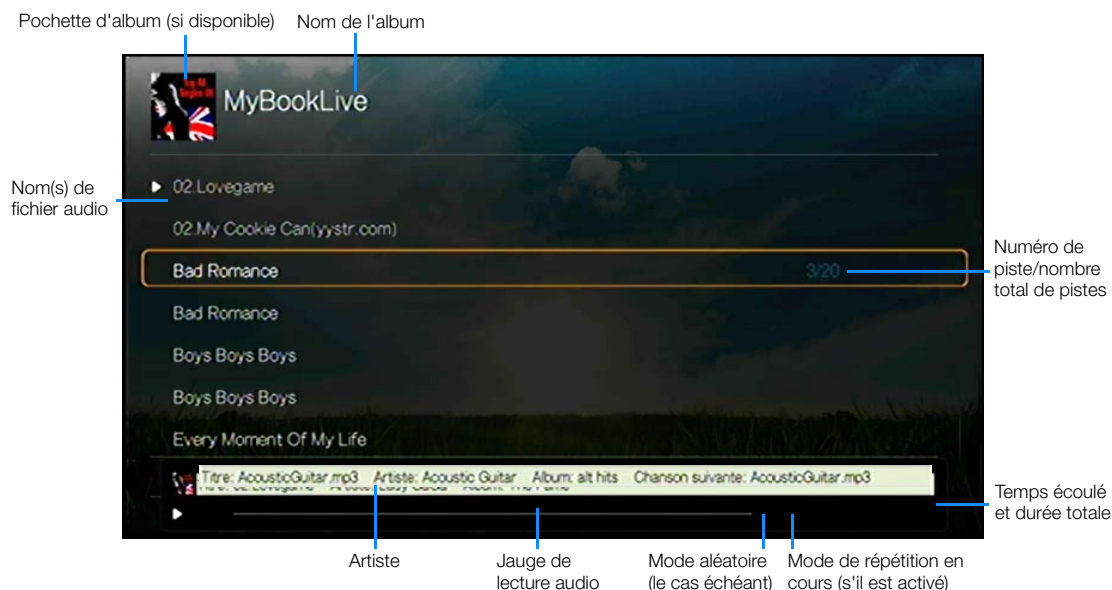 Pochette d'album (si disponible)
Nom de l'album
MyBookLive
Nom(s) de
fichier audio
02.Lovegame
02.My Cookie Can(yystr.com)
Bad Romance
3/20
Numéro de
piste/nombre
total de pistes
Bad Romance
Boys Boys Boys
Boys Boys Boys
Every Moment Of My Life
Titre: AcousticGuitar.mp3 Artiste: Acoustic Guitar Album: alt hits Chanson suivante: AcousticGuitar.mp3
Temps écoulé
et durée totale
Artiste
Jauge de
lecture audio
Mode aléatoire
(le cas échéant)
Mode de répétition en
cours (s'il est activé)